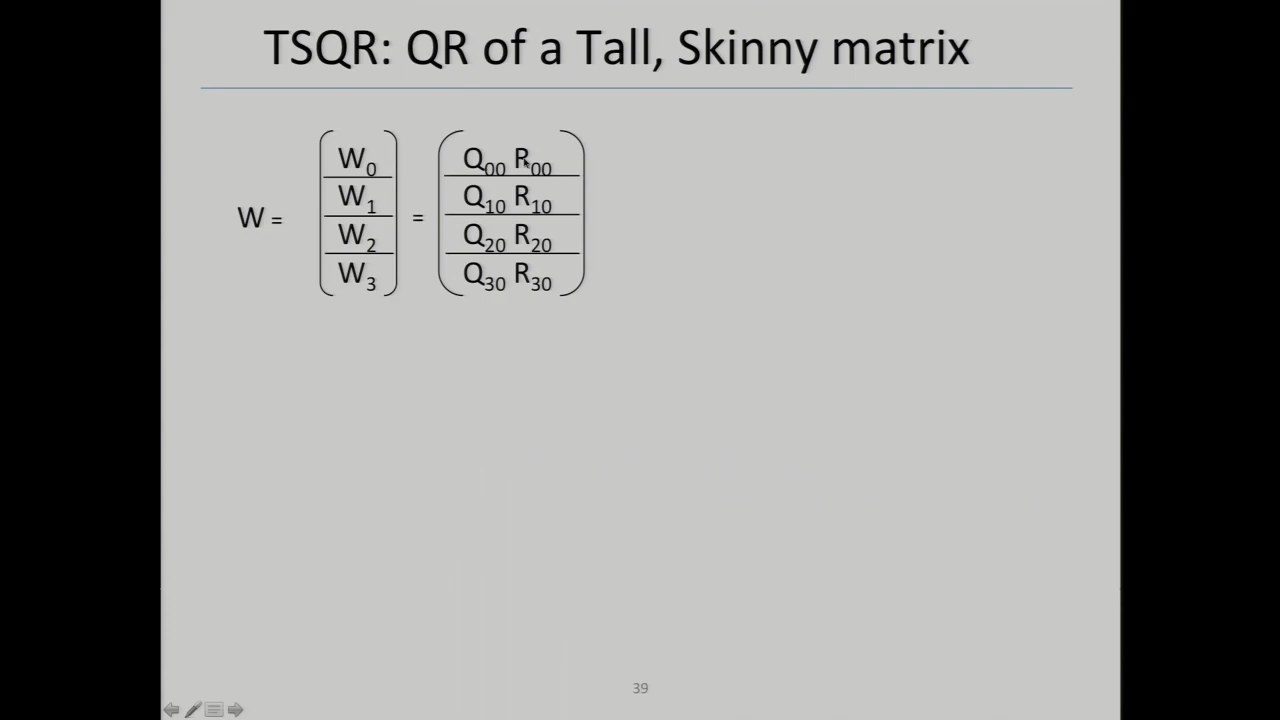 TSQR: QR of a Tall, Skinny matrix
W = W₀ = Q₀₀ R₀₀
W₁ Q₁₀ R₁₀
W₂ Q₂₀ R₂₀
W₃ Q₃₀ R₃₀
39